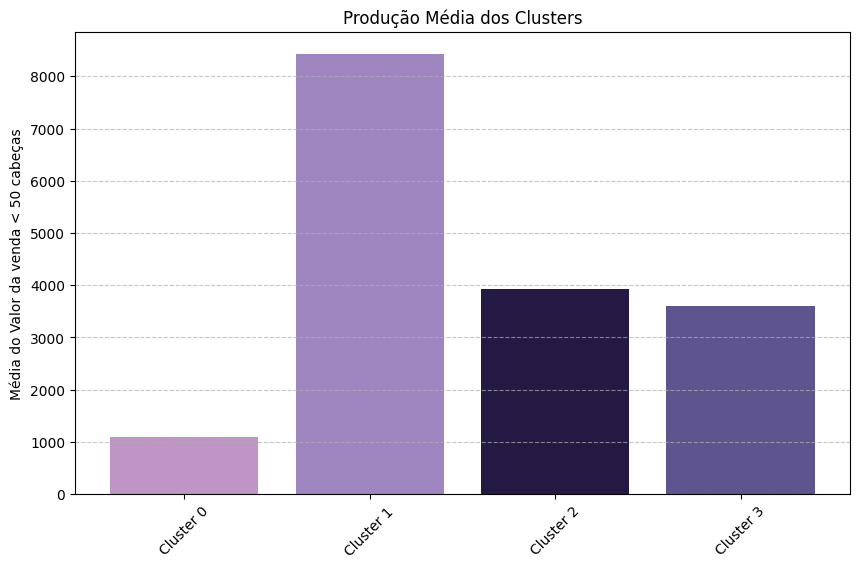 Produção Média dos Clusters
Média do Valor da venda < 50 cabeças
8000
7000
6000
5000
4000
3000
2000
1000
0
Cluster 0
Cluster 1
Cluster 2
Cluster 3